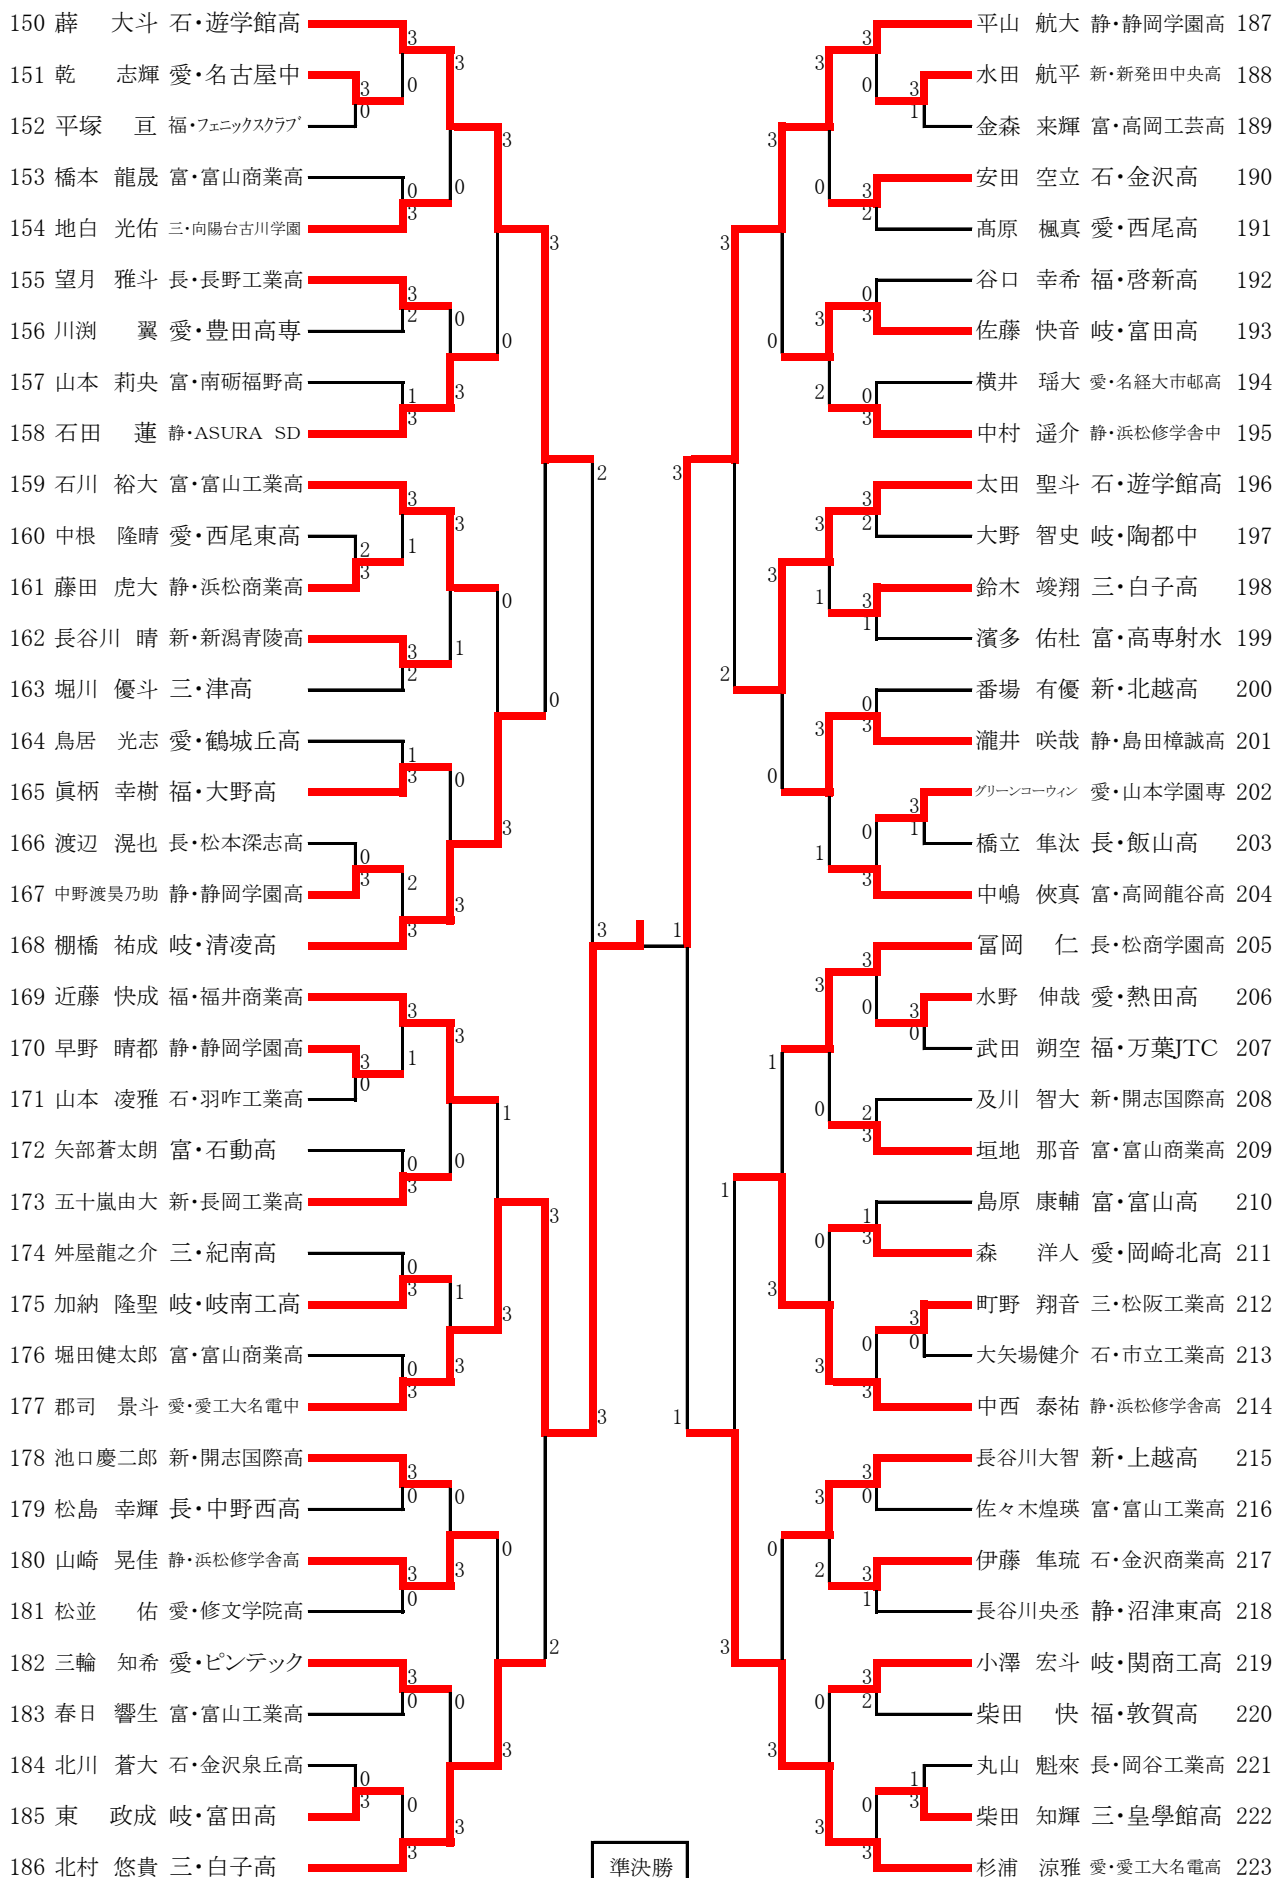 150 薛 大斗 石・遊学館高
151 乾 志輝 愛・名古屋中
152 平塚 亘 福・フェニックスクラブ
153 橋本 龍晟 富・富山商業高
154 地白 光佑 三・向陽台古川学園
155 望月 雅斗 長・長野工業高
156 川渕 翼 愛・豊田高専
157 山本 莉央 富・南砺福野高
158 石田 蓮 静・ASURA SD
159 石川 裕大 富・富山工業高
160 中根 隆晴 愛・西尾東高
161 藤田 虎大 静・浜松商業高
162 長谷川 晴 新・新潟青陵高
163 堀川 優斗 三・津高
164 鳥居 光志 愛・鶴城丘高
165 眞柄 幸樹 福・大野高
166 渡辺 滉也 長・松本深志高
167 中野渡昊乃助 静・静岡学園高
168 棚橋 祐成 岐・清凌高
169 近藤 快成 福・福井商業高
170 早野 晴都 静・静岡学園高
171 山本 凌雅 石・羽咋工業高
172 矢部蒼太朗 富・石動高
173 五十嵐由大 新・長岡工業高
174 舛屋龍之介 三・紀南高
175 加納 隆聖 岐・岐南工高
176 堀田健太郎 富・富山商業高
177 郡司 景斗 愛・愛工大名電中
178 池口慶二郎 新・開志国際高
179 松島 幸輝 長・中野西高
180 山崎 晃佳 静・浜松修学舎高
181 松並 佑 愛・修文学院高
182 三輪 知希 愛・ピンテック
183 春日 響生 富・富山工業高
184 北川 蒼大 石・金沢泉丘高
185 東 政成 岐・富田高
186 北村 悠貴 三・白子高
平山 航大 静・静岡学園高 187
水田 航平 新・新発田中央高 188
金森 来輝 富・高岡工芸高 189
安田 空立 石・金沢高 190
髙原 楓真 愛・西尾高 191
谷口 幸希 福・啓新高 192
佐藤 快音 岐・富田高 193
横井 瑶大 愛・名経大市邨高 194
中村 遥介 静・浜松修学舎中 195
太田 聖斗 石・遊学館高 196
大野 智史 岐・陶都中 197
鈴木 竣翔 三・白子高 198
濱多 佑杜 富・高専射水 199
番場 有優 新・北越高 200
瀧井 咲哉 静・島田樟誠高 201
グリーンコーウィン 愛・山本学園専 202
橋立 隼汰 長・飯山高 203
中嶋 俠真 富・高岡龍谷高 204
冨岡 仁 長・松商学園高 205
水野 伸哉 愛・熱田高 206
武田 朔空 福・万葉JTC 207
及川 智大 新・開志国際高 208
垣地 那音 富・富山商業高 209
島原 康輔 富・富山高 210
森 洋人 愛・岡崎北高 211
町野 翔音 三・松阪工業高 212
大矢場健介 石・市立工業高 213
中西 泰祐 静・浜松修学舎高 214
長谷川大智 新・上越高 215
佐々木煌瑛 富・富山工業高 216
伊藤 隼琉 石・金沢商業高 217
長谷川央丞 静・沼津東高 218
小澤 宏斗 岐・関商工高 219
柴田 快 福・敦賀高 220
丸山 魁來 長・岡谷工業高 221
柴田 知輝 三・皇學館高 222
杉浦 涼雅 愛・愛工大名電高 223
準決勝